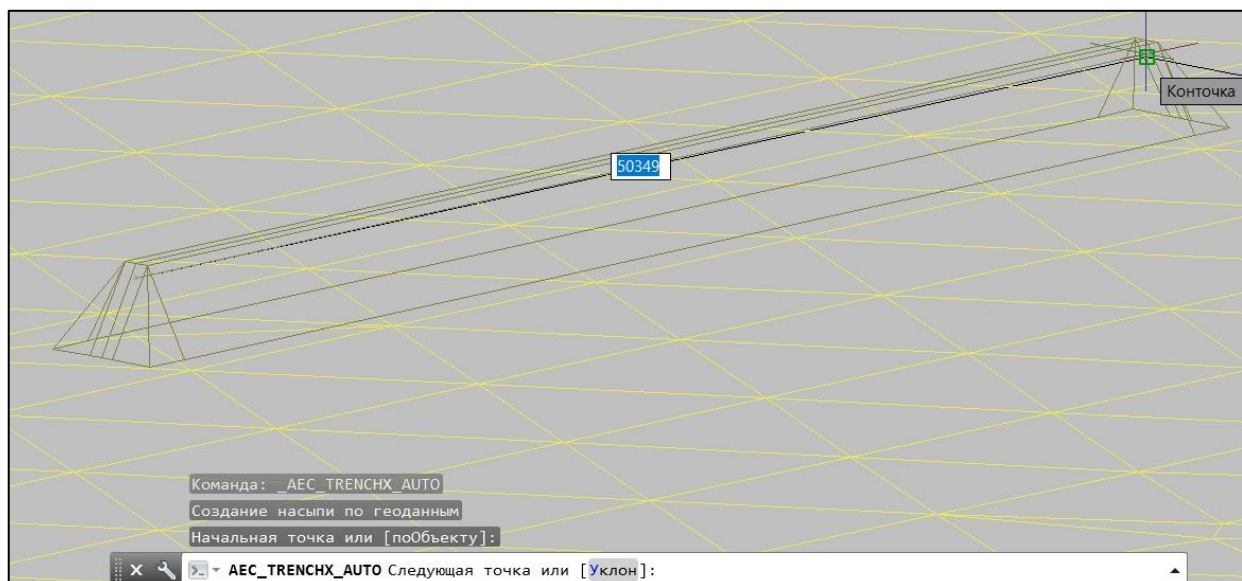 Конточка
50349
Команда: _AEC_TRENCHX_AUTO
Создание насыпи по геоданным
Начальная точка или [поОбъекту]:
AEC_TRENCHX_AUTO Следующая точка или [Уклон]: